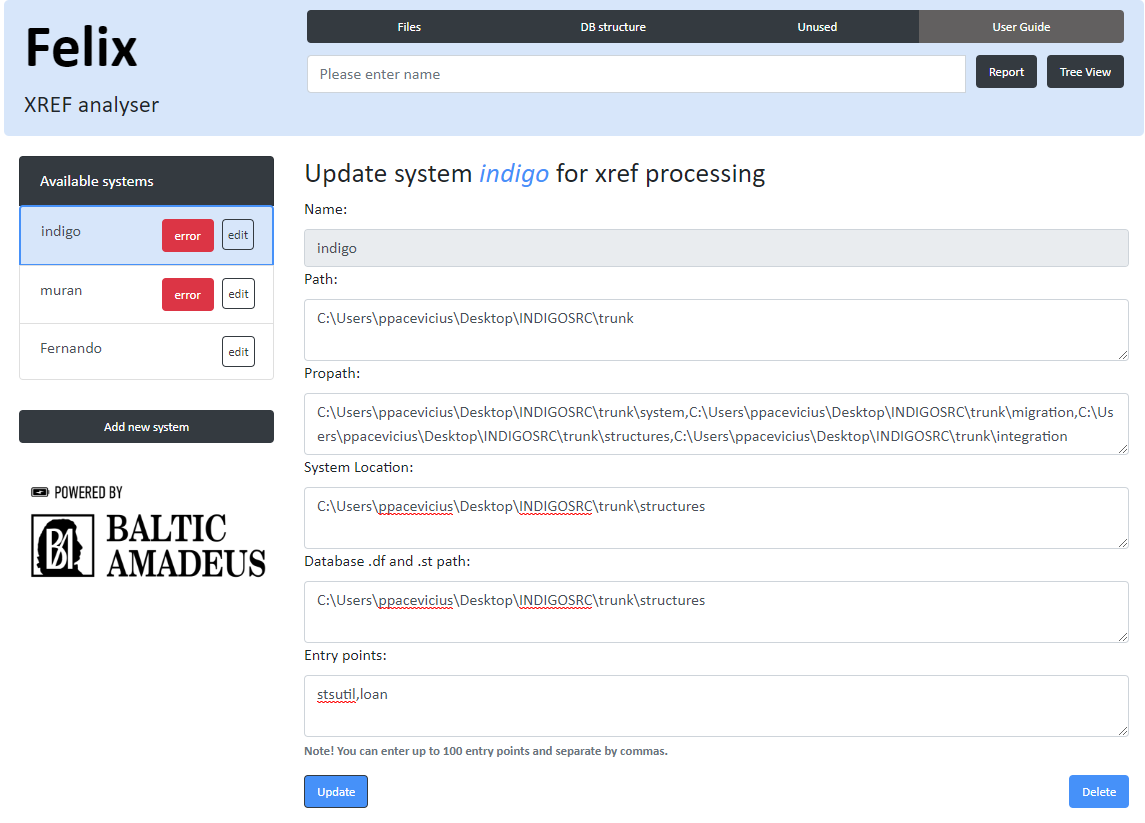 Felix
XREF analyser
Files
DB structure
Unused
User Guide
Please enter name
Report
Tree View
Available systems
indigo
error
edit
muran
error
edit
Fernando
edit
Add new system
POWERED BY
BALTIC
AMADEUS
Update system indigo for xref processing
Name:
indigo
Path:
C:\Users\ppacevicius\Desktop\INDIGOSRC\trunk
Propath:
C:\Users\ppacevicius\Desktop\INDIGOSRC\trunk\system,C:\Users\ppacevicius\Desktop\INDIGOSRC\trunk\migration,C:\Us
ers\ppacevicius\Desktop\INDIGOSRC\trunk\structures,C:\Users\ppacevicius\Desktop\INDIGOSRC\trunk\integration
System Location:
C:\Users\ppacevicius\Desktop\INDIGOSRC\trunk\structures
Database .df and .st path:
C:\Users\ppacevicius\Desktop\INDIGOSRC\trunk\structures
Entry points:
stsutil,loan
Note! You can enter up to 100 entry points and separate by commas.
Update
Delete